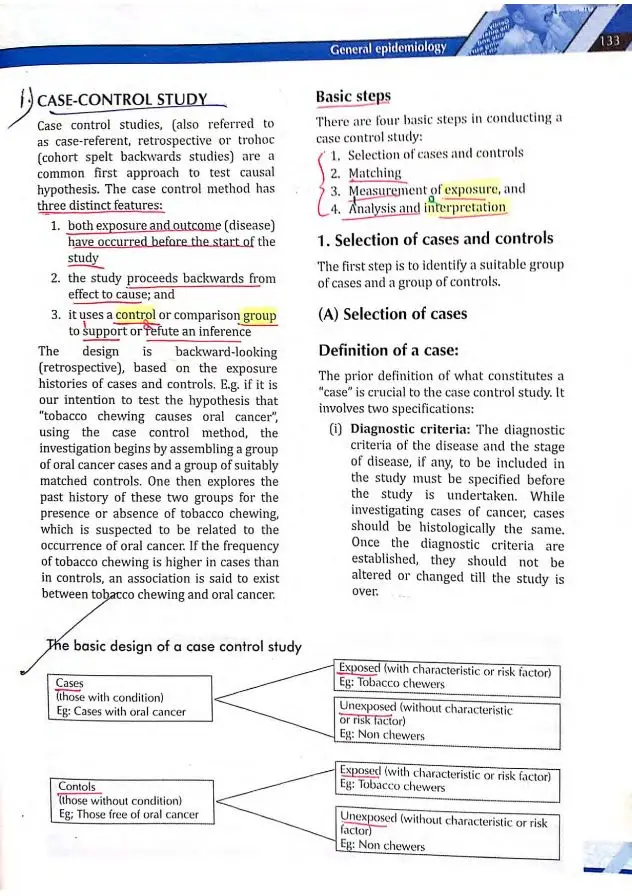 General epidemiology
133
1. CASE-CONTROL STUDY
Case control studies, (also referred to
as case-referent, retrospective or trohoc
(cohort spelt backwards studies) are a
common first approach to test causal
hypothesis. The case control method has
three distinct features:
1. both exposure and outcome (disease)
have occurred before the start of the
study
2. the study proceeds backwards from
effect to cause; and
3. it uses a control or comparison group
to support or refute an inference
The design is backward-looking
(retrospective), based on the exposure
histories of cases and controls. E.g. if it is
our intention to test the hypothesis that
"tobacco chewing causes oral cancer",
using the case control method, the
investigation begins by assembling a group
of oral cancer cases and a group of suitably
matched controls. One then explores the
past history of these two groups for the
presence or absence of tobacco chewing,
which is suspected to be related to the
occurrence of oral cancer. If the frequency
of tobacco chewing is higher in cases than
in controls, an association is said to exist
between tobacco chewing and oral cancer.
Basic steps
There are four basic steps in conducting a
case control study:
1. Selection of cases and controls
2. Matching
3. Measurement of exposure, and
4. Analysis and interpretation
1. Selection of cases and controls
The first step is to identify a suitable group
of cases and a group of controls.
(A) Selection of cases
Definition of a case:
The prior definition of what constitutes a
"case" is crucial to the case control study. It
involves two specifications:
(i) Diagnostic criteria: The diagnostic
criteria of the disease and the stage
of disease, if any, to be included in
the study must be specified before
the study is undertaken. While
investigating cases of cancer, cases
should be histologically the same.
Once the diagnostic criteria are
established, they should not be
altered or changed till the study is
over.
The basic design of a case control study
Cases
(those with condition)
Eg: Cases with oral cancer
Exposed (with characteristic or risk factor)
Eg: Tobacco chewers
Unexposed (without characteristic
or risk factor)
Eg: Non chewers
Contols
(those without condition)
Eg; Those free of oral cancer
Exposed (with characteristic or risk factor)
Eg: Tobacco chewers
Unexposed (without characteristic or risk
factor)
Eg: Non chewers